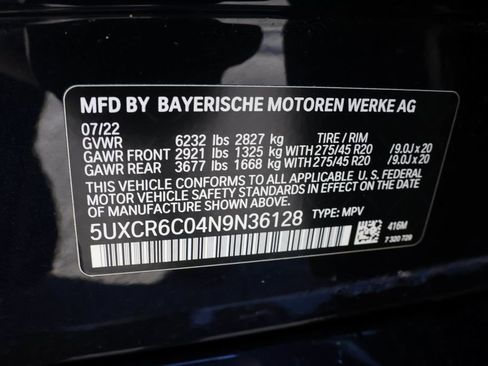 MFD BY BAYERISCHE MOTOREN WERKE AG
07/22
GVWR 6232 lbs 2827 kg TIRE / RIM
GAWR FRONT 2921 lbs 1325 kg X R20+275/45 R20 /9.0J x 20
GAWR REAR 3677 lbs 1668 kg X R20+275/45 R20 /9.0J x 20
THIS VEHICLE CONFORMS TO ALL APPLICABLE U.S. FEDERAL
MOTOR VEHICLE SAFETY STANDARDS IN EFFECT ON THE DATE
OF MANUFACTURE SHOWN ABOVE.
5UXCR6C04N9N36128 TYPE: MPV
416M
7 320 729